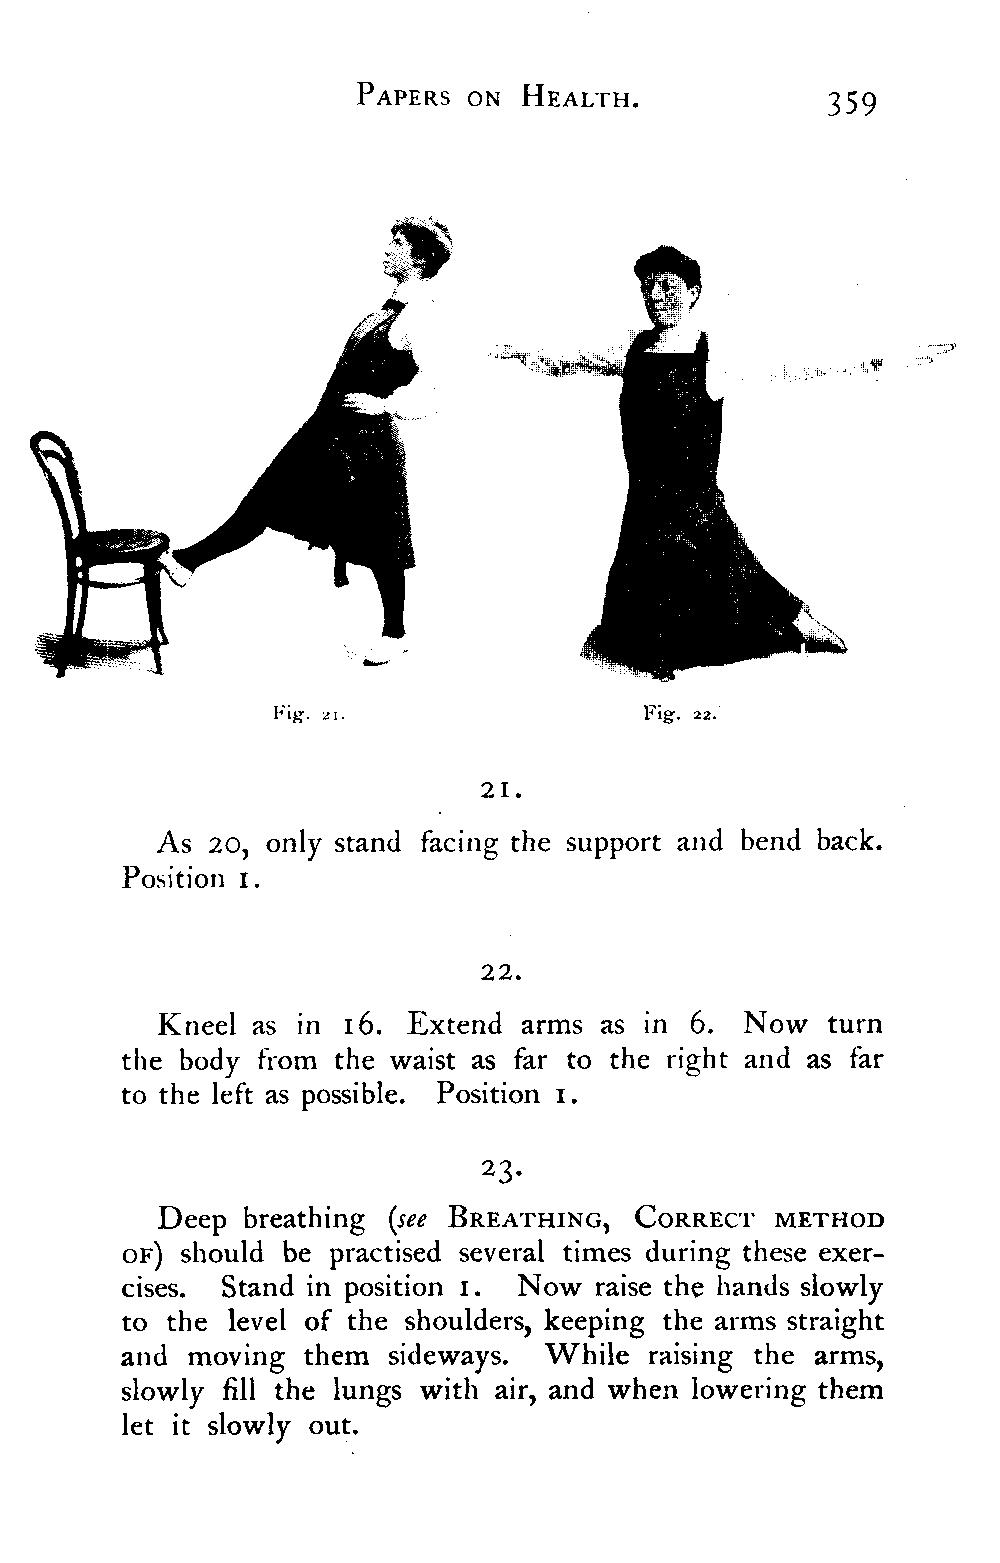 PAPERS ON HEALTH. 359
Fig. 21. Fig. 22.
21.
As 20, only stand facing the support and bend back.
Position 1.
22.
Kneel as in 16. Extend arms as in 6. Now turn
the body from the waist as far to the right and as far
to the left as possible. Position 1.
23.
Deep breathing (see BREATHING, CORRECT METHOD
OF) should be practised several times during these exer-
cises. Stand in position 1. Now raise the hands slowly
to the level of the shoulders, keeping the arms straight
and moving them sideways. While raising the arms,
slowly fill the lungs with air, and when lowering them
let it slowly out.